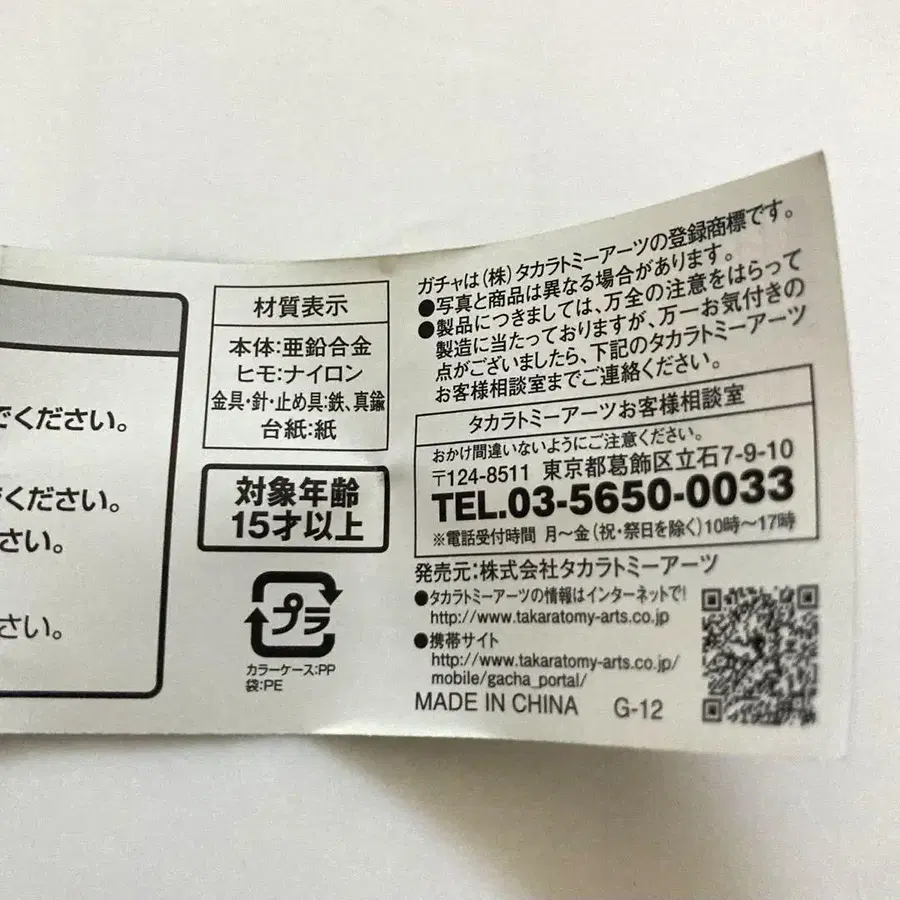 でください。
ください。
さい。
さい。
材質表示
本体:亜鉛合金
ヒモ:ナイロン
金具・針・止め具:鉄、真鍮
台紙:紙
対象年齢
15才以上
プラ
カラーケース:PP
袋:PE
ガチャは(株)タカラトミーアーツの登録商標です。
●写真と商品は異なる場合があります。
●製品につきましては、万全の注意をはらって
製造に当たっておりますが、万一お気付きの
点がございましたら、下記のタカラトミーアーツ
お客様相談室までご連絡ください。
タカラトミーアーツお客様相談室
おかけ間違いないようにご注意ください。
〒124-8511 東京都葛飾区立石7-9-10
TEL.03-5650-0033
※電話受付時間 月〜金(祝・祭日を除く)10時〜17時
発売元:株式会社タカラトミーアーツ
●タカラトミーアーツの情報はインターネットで!
http://www.takaratomy-arts.co.jp
●携帯サイト
http://www.takaratomy-arts.co.jp/
mobile/gacha_portal/
MADE IN CHINA G-12